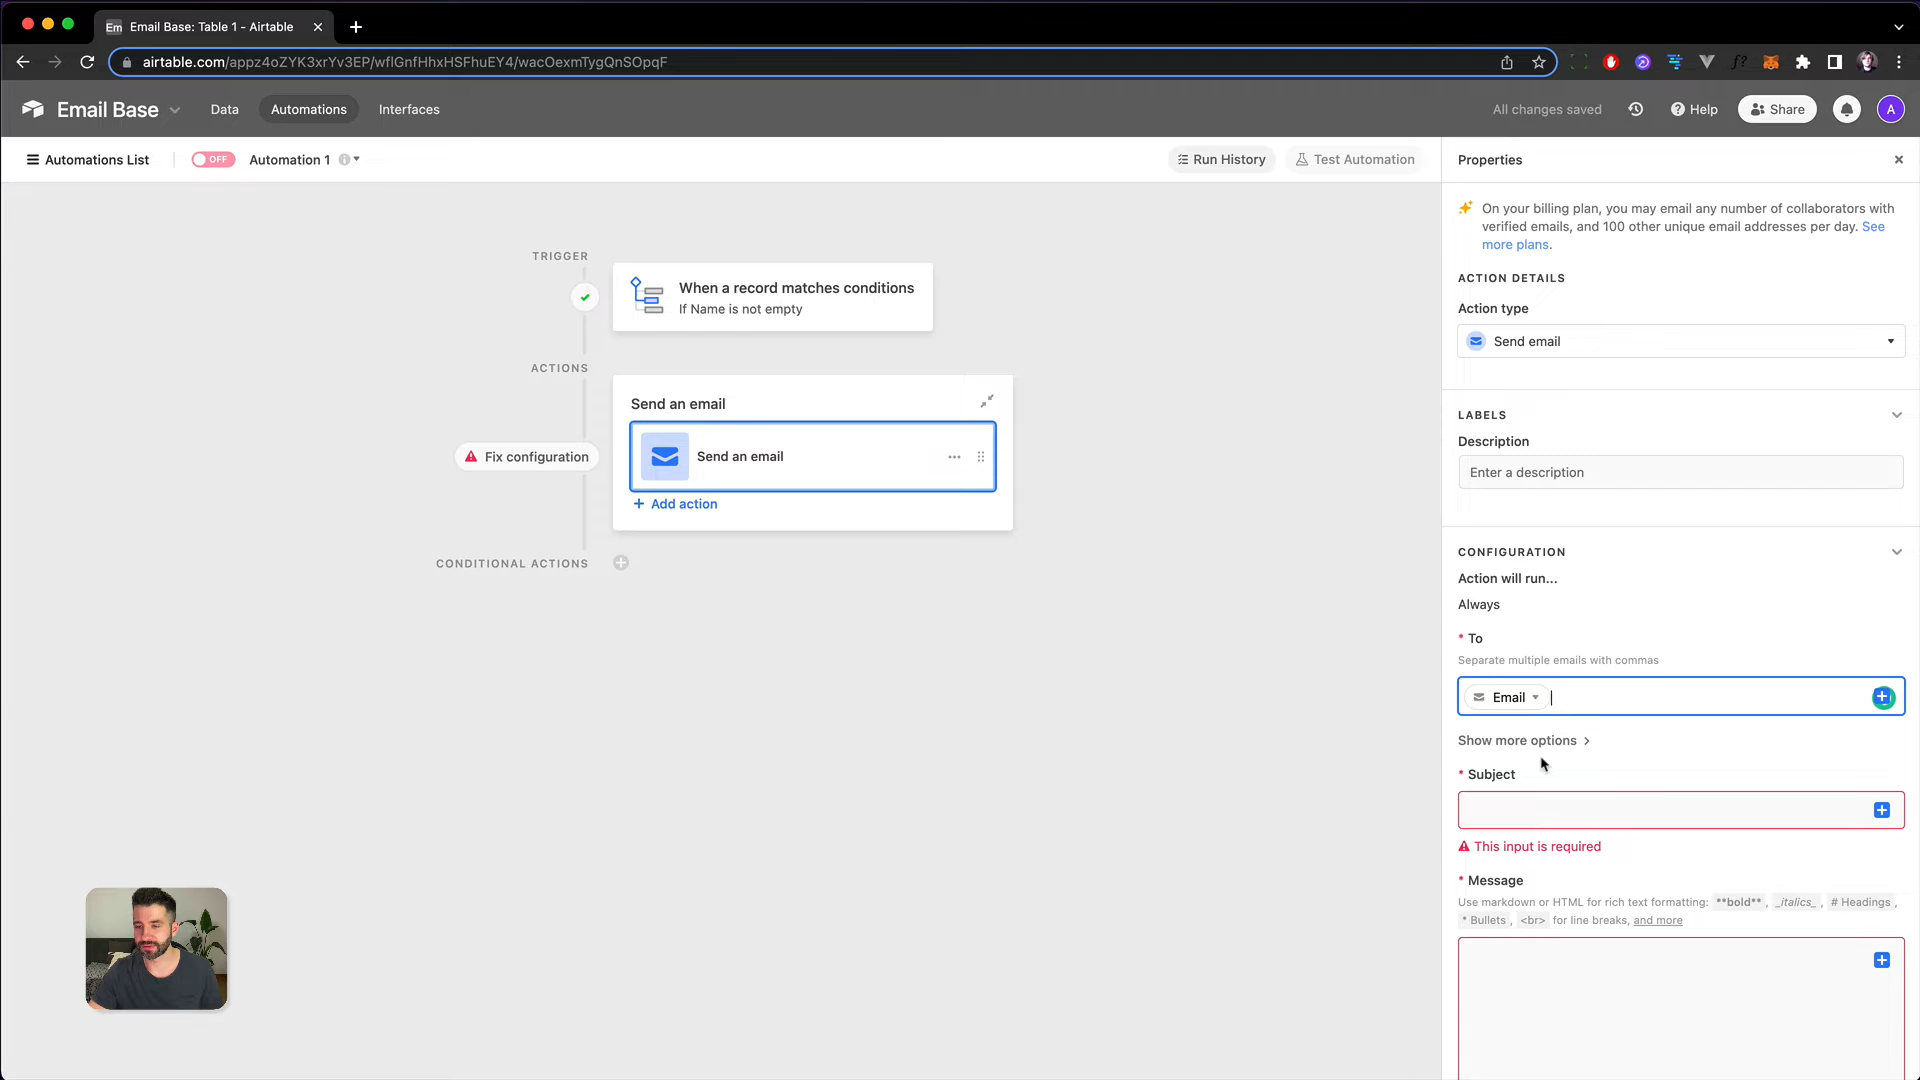 Em Email Base: Table 1 - Airtable
airtable.com/appz4oZYK3xrYv3EP/wflGnfHhxHSFhuEY4/wacOexmTygQnSOpqF
Email Base
Data
Automations
Interfaces
All changes saved
Help
Share
A
Automations List
OFF
Automation 1
Run History
Test Automation
Properties
On your billing plan, you may email any number of collaborators with
verified emails, and 100 other unique email addresses per day. See
more plans.
TRIGGER
When a record matches conditions
If Name is not empty
ACTIONS
Send an email
Fix configuration
Send an email
+ Add action
CONDITIONAL ACTIONS
ACTION DETAILS
Action type
Send email
LABELS
Description
Enter a description
CONFIGURATION
Action will run...
Always
* To
Separate multiple emails with commas
Email
Show more options
* Subject
This input is required
* Message
Use markdown or HTML for rich text formatting: **bold** , _italics_ , # Headings ,
* Bullets , <br> for line breaks, and more